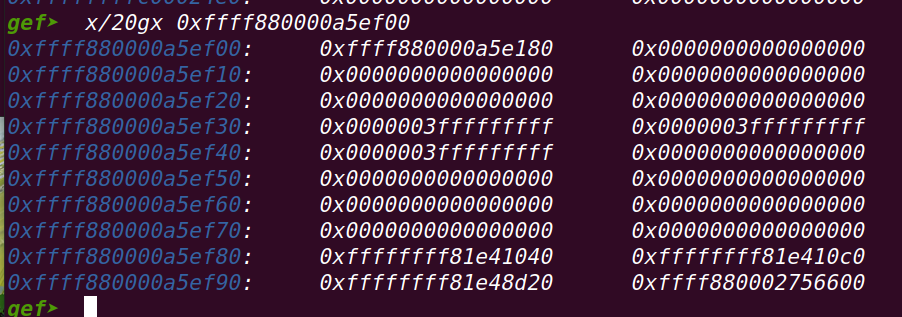 gef➤  x/20gx 0xffff880000a5ef00
0xffff880000a5ef00:	0xffff880000a5e180	0x0000000000000000
0xffff880000a5ef10:	0x0000000000000000	0x0000000000000000
0xffff880000a5ef20:	0x0000000000000000	0x0000000000000000
0xffff880000a5ef30:	0x0000003fffffffff	0x0000003fffffffff
0xffff880000a5ef40:	0x0000003fffffffff	0x0000000000000000
0xffff880000a5ef50:	0x0000000000000000	0x0000000000000000
0xffff880000a5ef60:	0x0000000000000000	0x0000000000000000
0xffff880000a5ef70:	0x0000000000000000	0x0000000000000000
0xffff880000a5ef80:	0xffffffff81e41040	0xffffffff81e410c0
0xffff880000a5ef90:	0xffffffff81e48d20	0xffff880002756600
gef➤